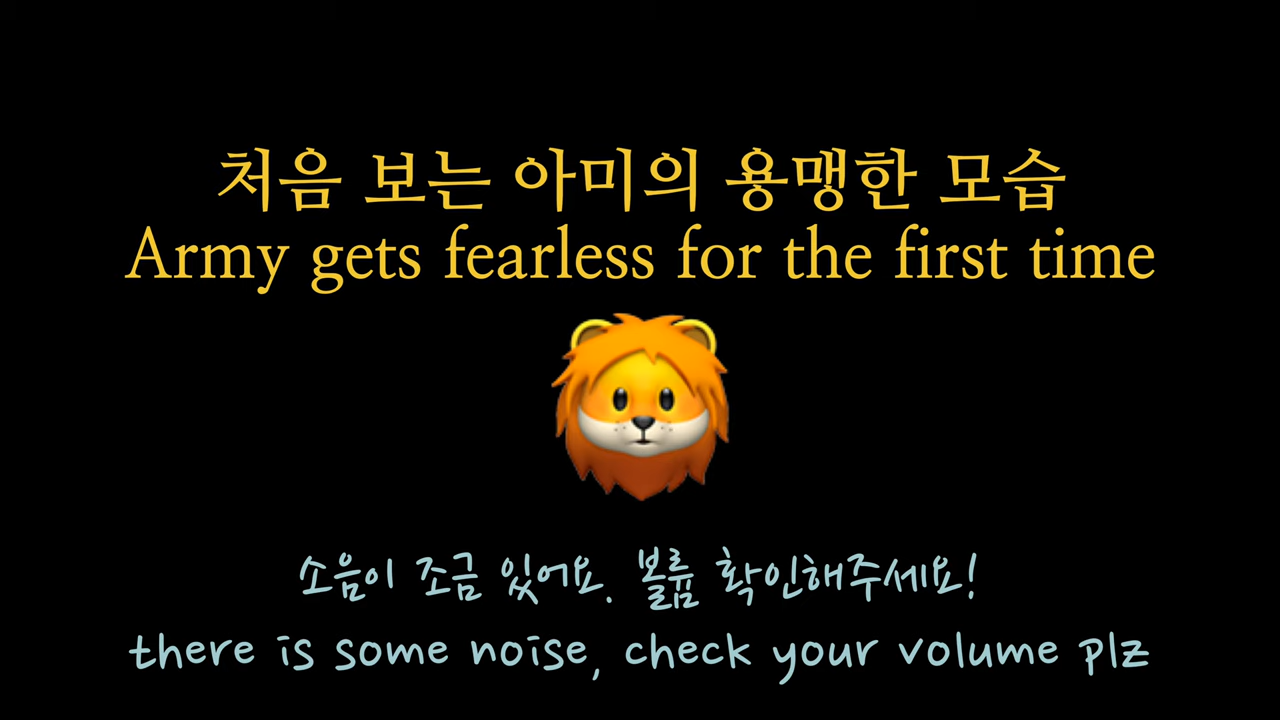 처음 보는 아미의 용맹한 모습
Army gets fearless for the first time
소음이 조금 있어요. 볼륨 확인해주세요!
there is some noise, check your volume plz